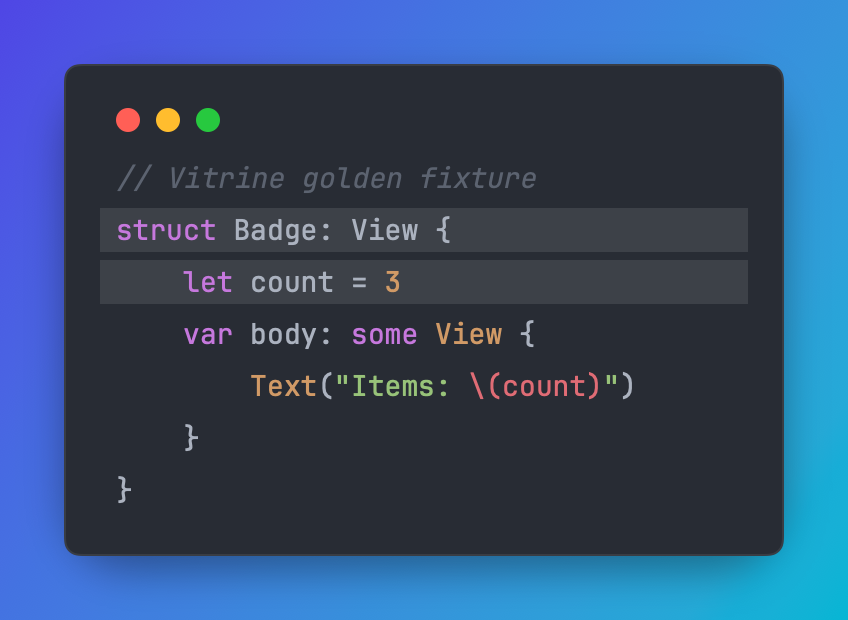 // Vitrine golden fixture
struct Badge: View {
    let count = 3
    var body: some View {
        Text("Items: \(count)")
    }
}